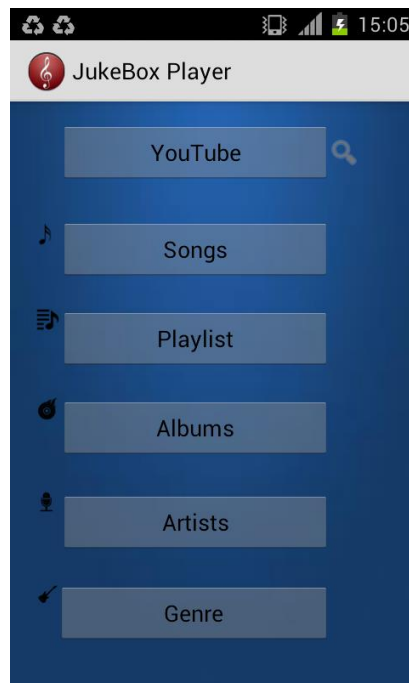 15:05
JukeBox Player
YouTube
Songs
Playlist
Albums
Artists
Genre